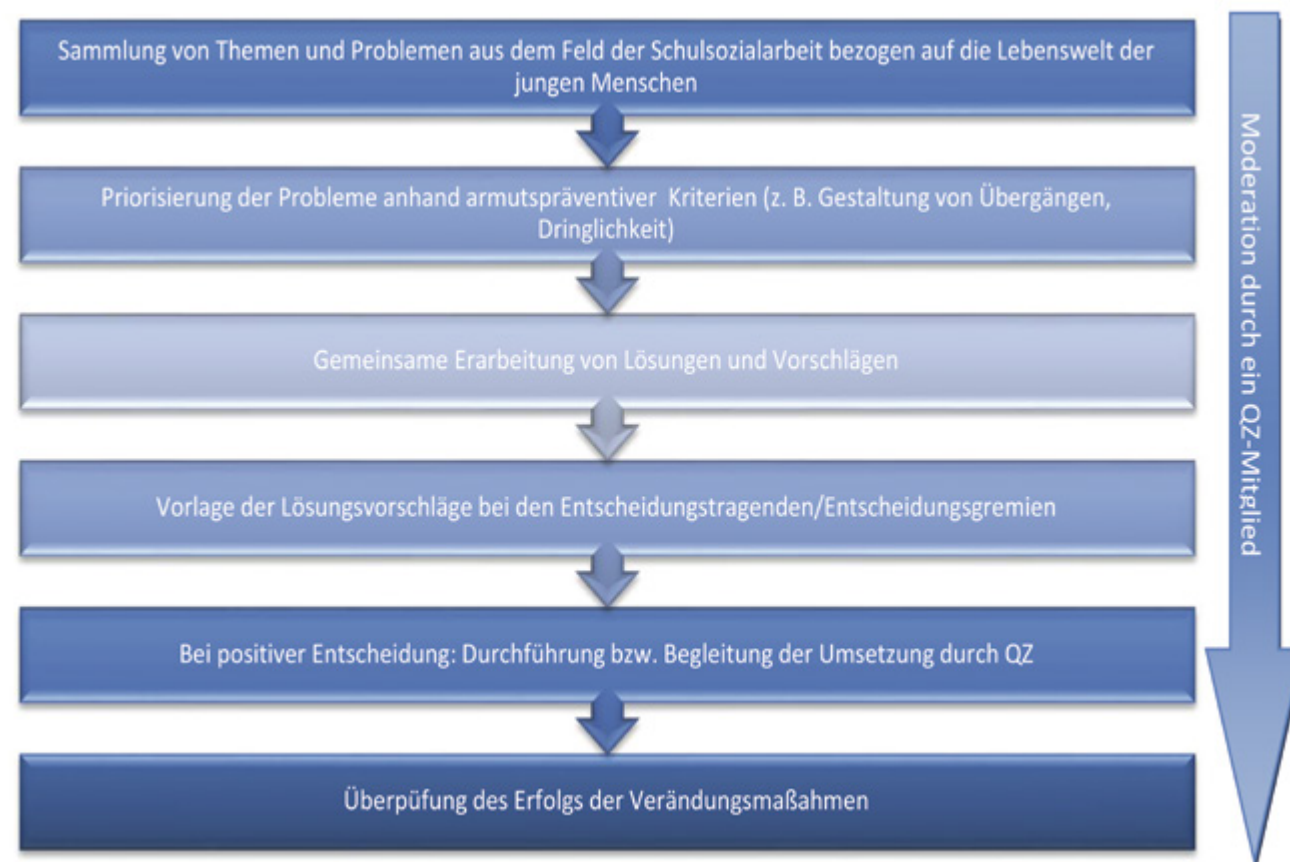 Sammlung von Themen und Problemen aus dem Feld der Schulsozialarbeit bezogen auf die Lebenswelt der
jungen Menschen
Priorisierung der Probleme anhand armutspräventiver Kriterien (z. B. Gestaltung von Übergängen,
Dringlichkeit)
Gemeinsame Erarbeitung von Lösungen und Vorschlägen
Vorlage der Lösungsvorschläge bei den Entscheidungstragenden/Entscheidungsgremien
Bei positiver Entscheidung: Durchführung bzw. Begleitung der Umsetzung durch QZ
Überpüfung des Erfolgs der Verändungsmaßahmen
Moderation durch ein QZ-Mitglied